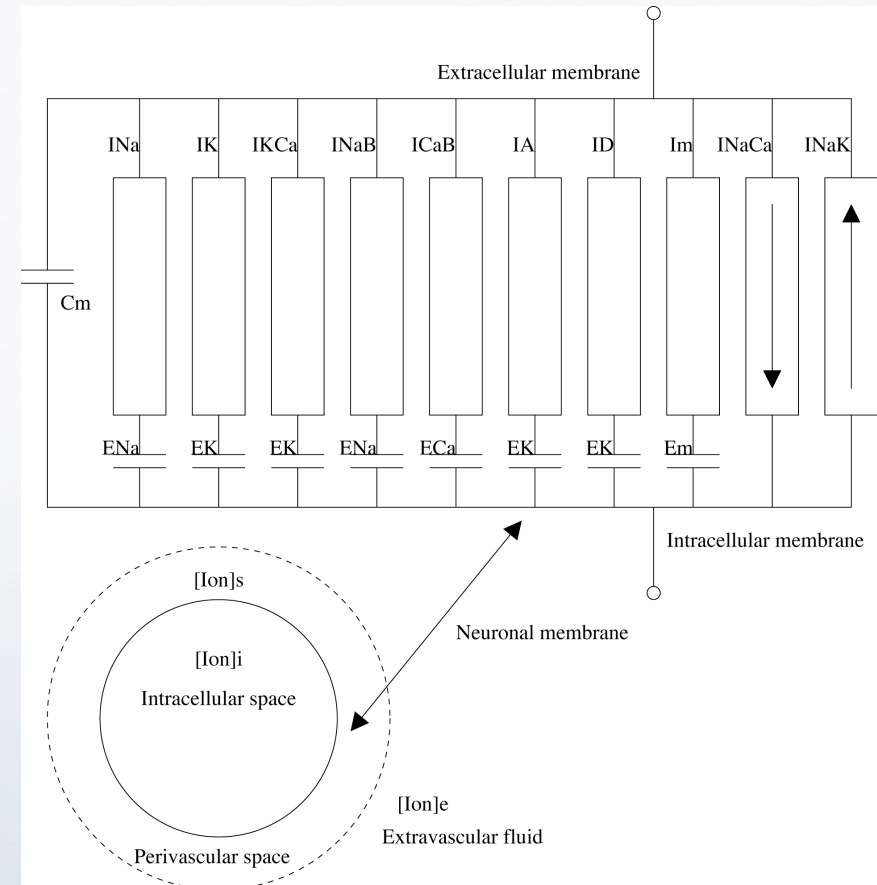 Extracellular membrane
INa IK IKCa INaB ICaB IA ID Im INaCa INaK
Cm
ENa EK EK ENa ECa EK EK Em
Intracellular membrane
[Ion]s
Neuronal membrane
[Ion]i
Intracellular space
[Ion]e
Extravascular fluid
Perivascular space